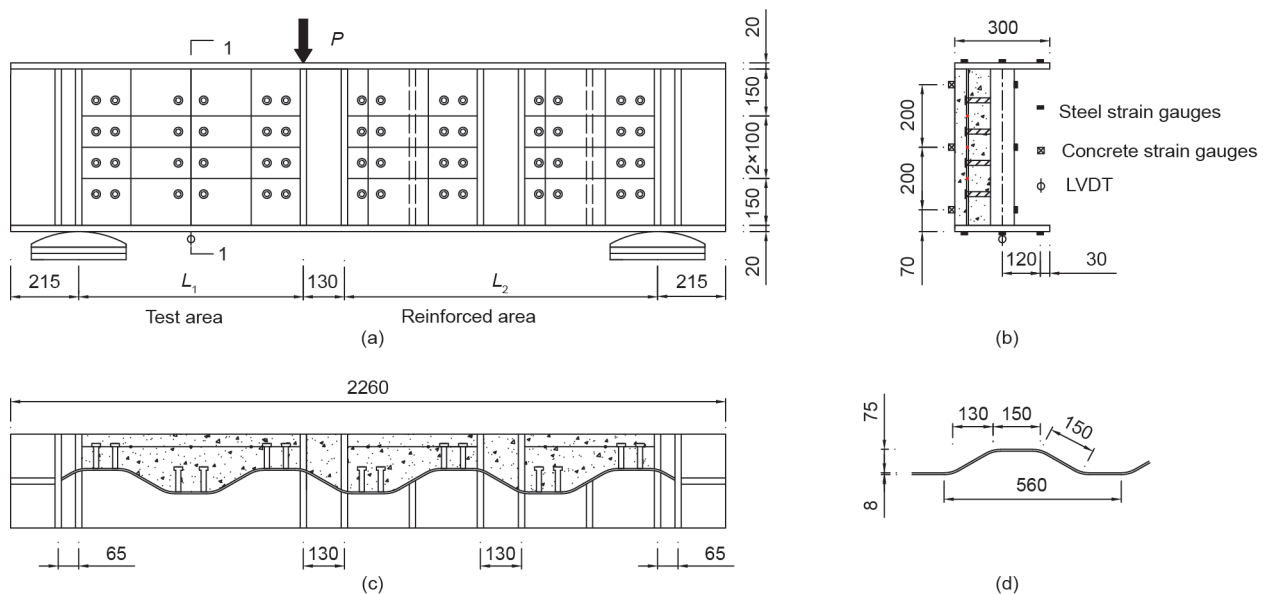 P
1
1
20
150
2×100
150
20
215
L₁
130
L₂
215
Test area
Reinforced area
(a)
300
200
200
70
120
30
Steel strain gauges
Concrete strain gauges
LVDT
(b)
2260
65
130
130
65
(c)
75
8
130
150
150
560
(d)